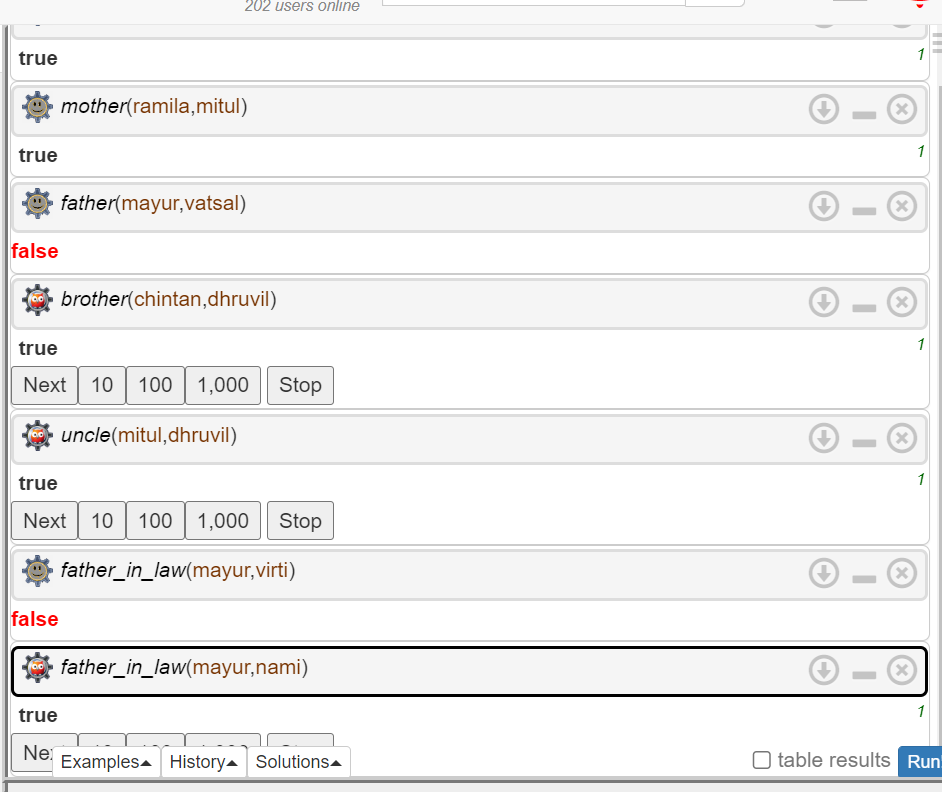 202 users online
true 1
mother(ramila,mitul)
true 1
father(mayur,vatsal)
false
brother(chintan,dhruvil)
true 1
Next 10 100 1,000 Stop
uncle(mitul,dhruvil)
true 1
Next 10 100 1,000 Stop
father_in_law(mayur,virti)
false
father_in_law(mayur,nami)
true 1
Examples History Solutions table results Run